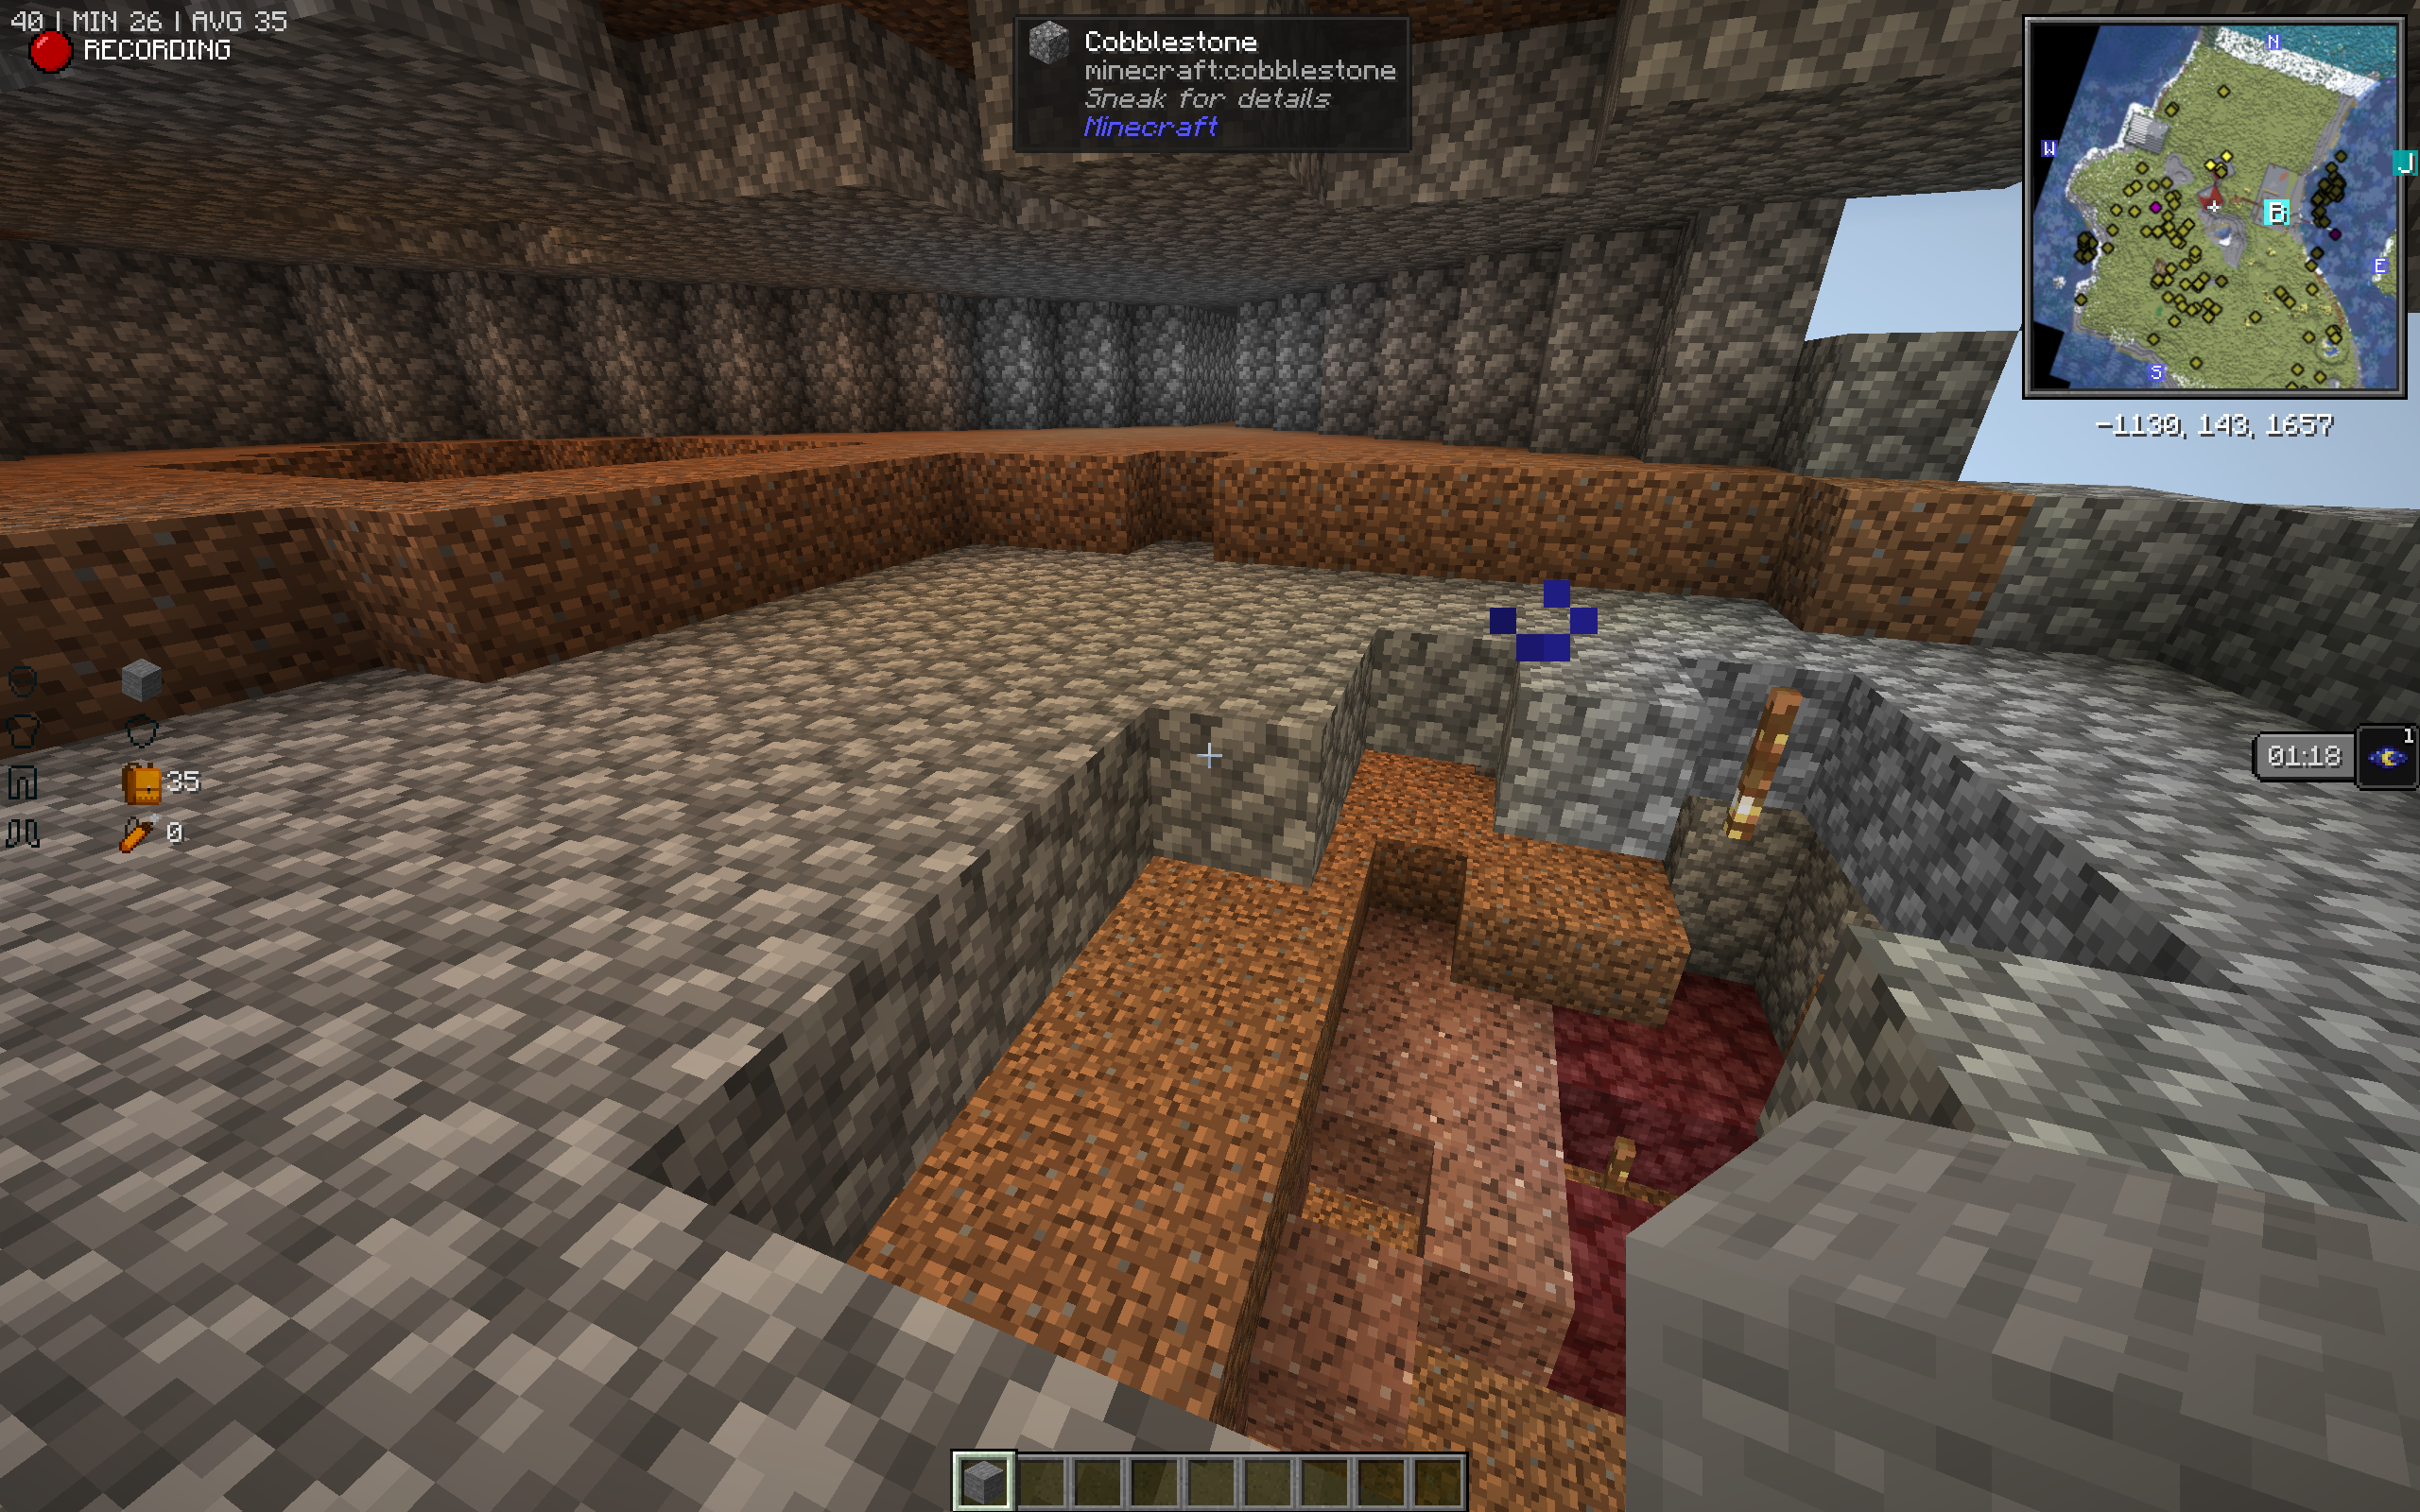 40 | MIN 26 | AVG 35
RECORDING
Cobblestone
minecraft:cobblestone
Sneak for details
Minecraft
N
W
J
E
S
-1130, 143, 1657
35
0
01:18
1